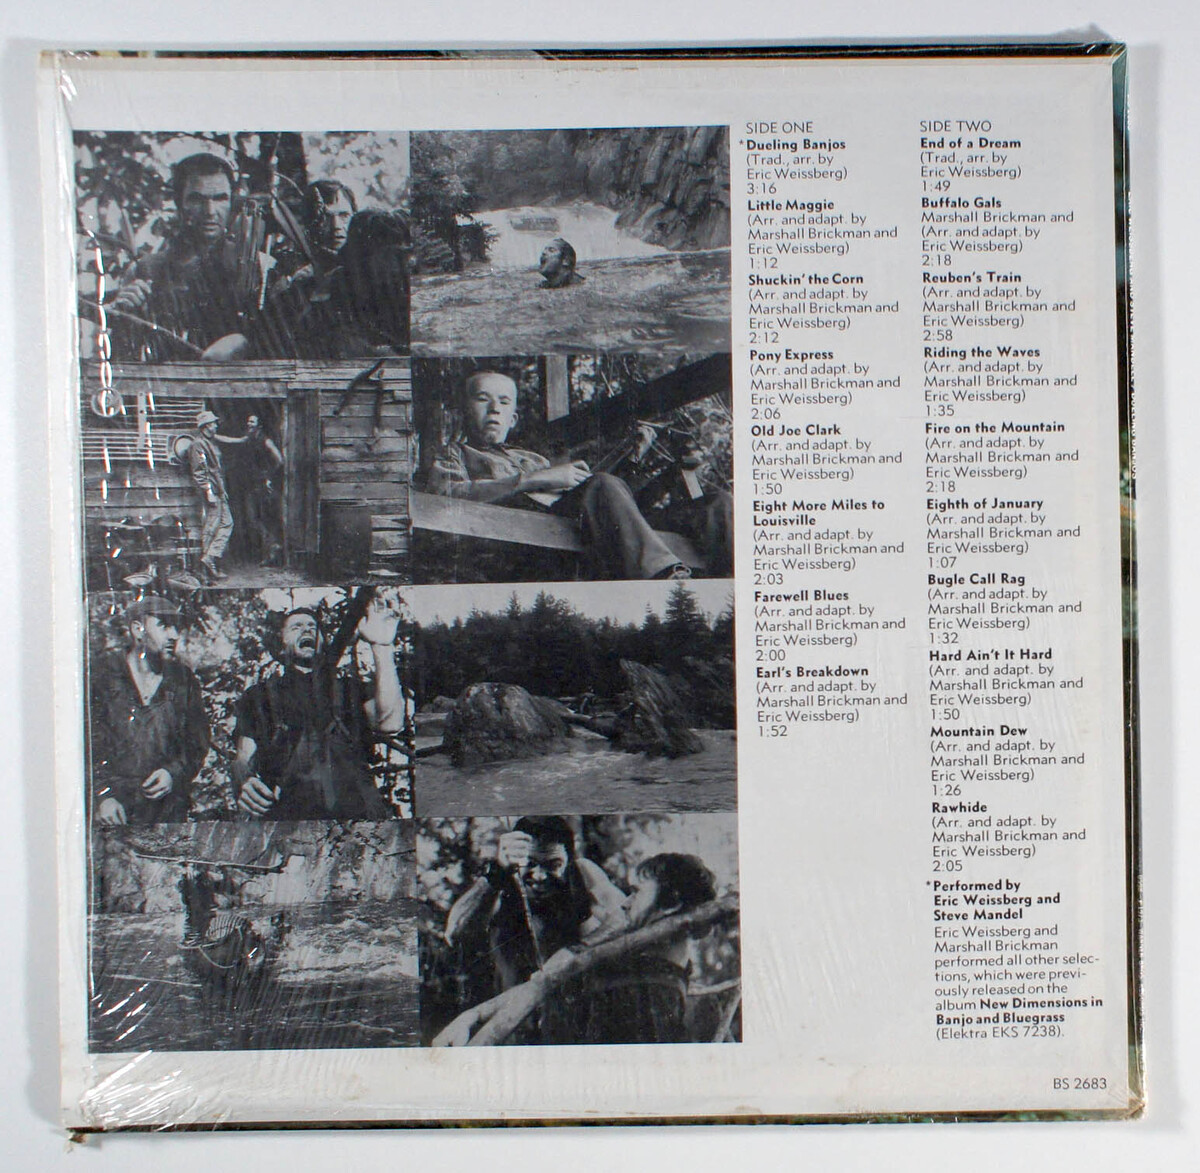 SIDE ONE
*Dueling Banjos
(Trad., arr. by
Eric Weissberg)
3:16
Little Maggie
(Arr. and adapt. by
Marshall Brickman and
Eric Weissberg)
1:12
Shuckin' the Corn
(Arr. and adapt. by
Marshall Brickman and
Eric Weissberg)
2:12
Pony Express
(Arr. and adapt. by
Marshall Brickman and
Eric Weissberg)
2:06
Old Joe Clark
(Arr. and adapt. by
Marshall Brickman and
Eric Weissberg)
1:50
Eight More Miles to
Louisville
(Arr. and adapt. by
Marshall Brickman and
Eric Weissberg)
2:03
Farewell Blues
(Arr. and adapt. by
Marshall Brickman and
Eric Weissberg)
2:00
Earl's Breakdown
(Arr. and adapt. by
Marshall Brickman and
Eric Weissberg)
1:52
SIDE TWO
End of a Dream
(Trad., arr. by
Eric Weissberg)
1:49
Buffalo Gals
Marshall Brickman and
(Arr. and adapt. by
Eric Weissberg)
2:18
Reuben's Train
(Arr. and adapt. by
Marshall Brickman and
Eric Weissberg)
2:58
Riding the Waves
(Arr. and adapt. by
Marshall Brickman and
Eric Weissberg)
1:35
Fire on the Mountain
(Arr. and adapt. by
Marshall Brickman and
Eric Weissberg)
2:18
Eighth of January
(Arr. and adapt. by
Marshall Brickman and
Eric Weissberg)
1:07
Bugle Call Rag
(Arr. and adapt. by
Marshall Brickman and
Eric Weissberg)
1:32
Hard Ain't It Hard
(Arr. and adapt. by
Marshall Brickman and
Eric Weissberg)
1:50
Mountain Dew
(Arr. and adapt. by
Marshall Brickman and
Eric Weissberg)
1:26
Rawhide
(Arr. and adapt. by
Marshall Brickman and
Eric Weissberg)
2:05
*Performed by
Eric Weissberg and
Steve Mandel
Eric Weissberg and
Marshall Brickman
performed all other selec-
tions, which were previ-
ously released on the
album New Dimensions in
Banjo and Bluegrass
(Elektra EKS 7238).
BS 2683